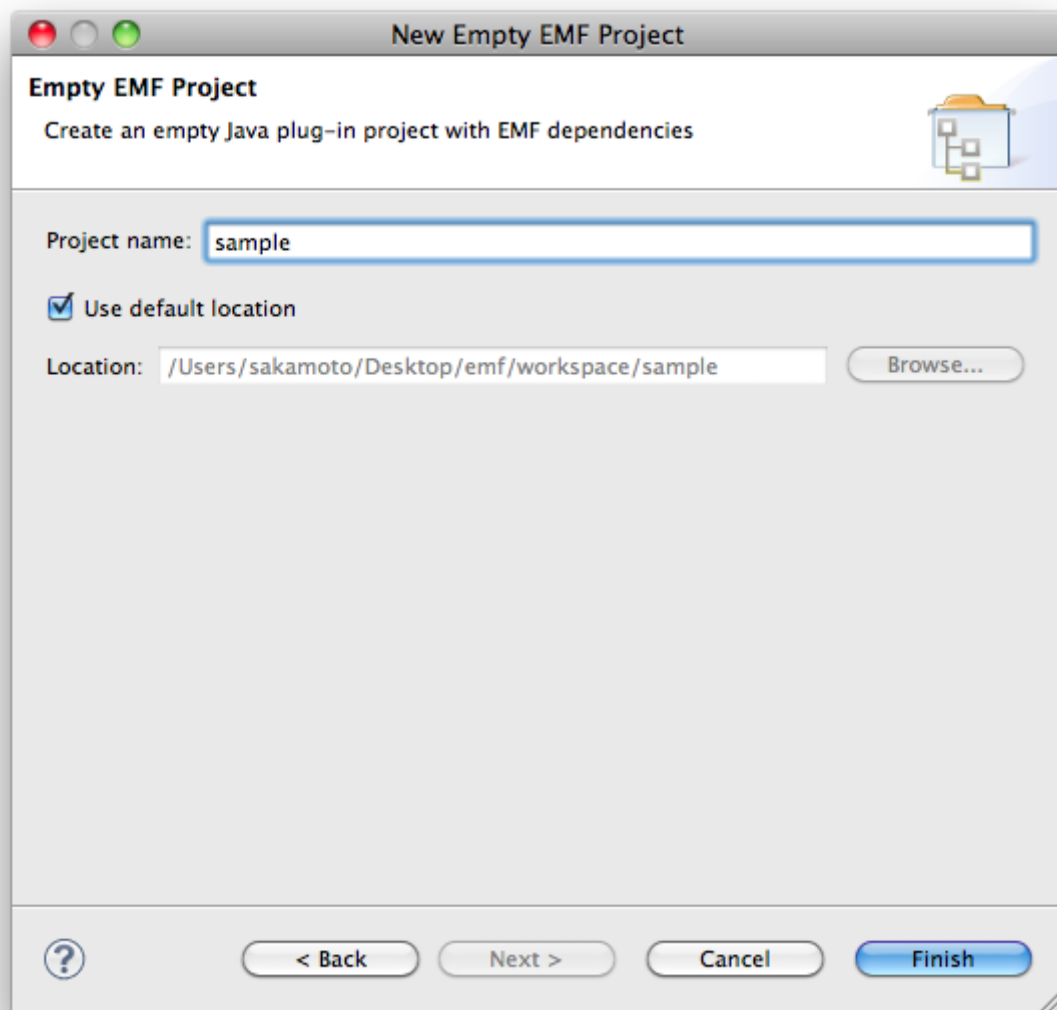 New Empty EMF Project
Empty EMF Project
Create an empty Java plug-in project with EMF dependencies
Project name: sample
Use default location
Location: /Users/sakamoto/Desktop/emf/workspace/sample Browse...
? < Back Next > Cancel Finish